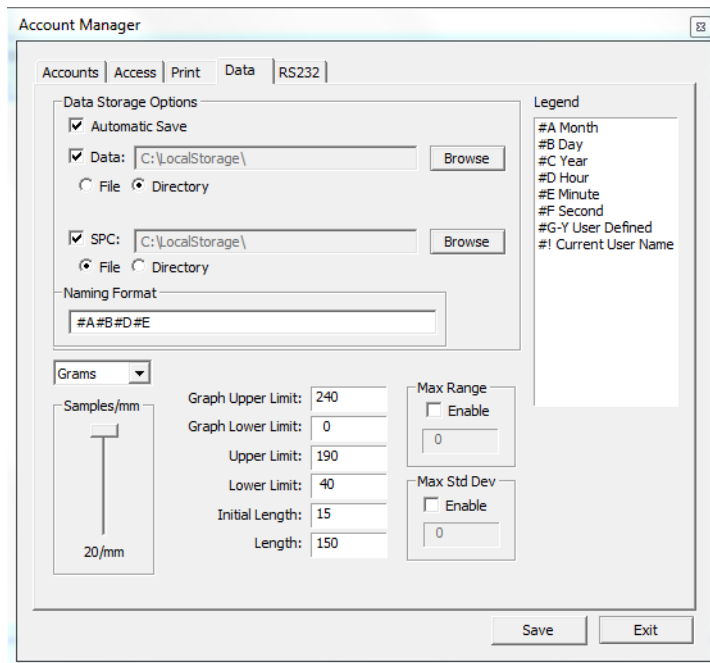 Account Manager
Accounts Access Print Data RS232
Data Storage Options
Automatic Save
Data: C:\LocalStorage\ Browse
File Directory
SPC: C:\LocalStorage\ Browse
File Directory
Naming Format
#A#B#D#E
Legend
#A Month
#B Day
#C Year
#D Hour
#E Minute
#F Second
#G-Y User Defined
#! Current User Name
Grams
Samples/mm
20/mm
Graph Upper Limit: 240
Graph Lower Limit: 0
Upper Limit: 190
Lower Limit: 40
Initial Length: 15
Length: 150
Max Range
Enable
0
Max Std Dev
Enable
0
Save Exit